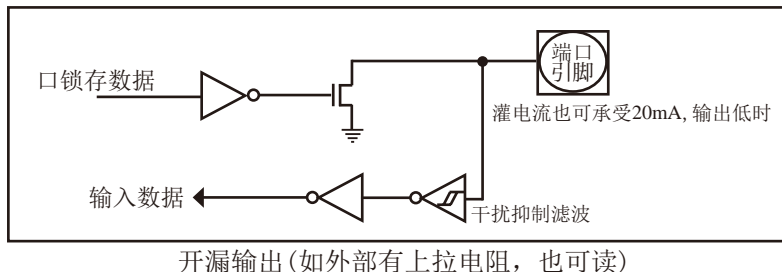 口锁存数据
端口
引脚
灌电流也可承受20mA, 输出低时
输入数据
干扰抑制滤波
开漏输出(如外部有上拉电阻，也可读)